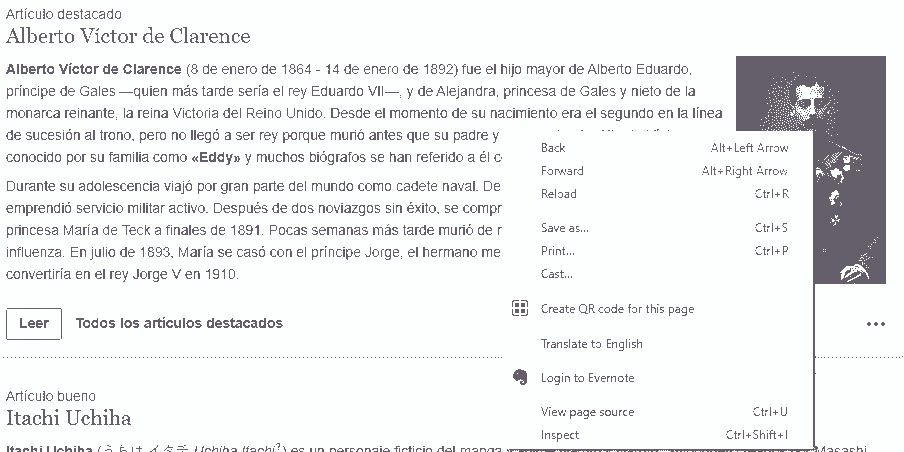 Artículo destacado
Alberto Víctor de Clarence
Alberto Víctor de Clarence (8 de enero de 1864 - 14 de enero de 1892) fue el hijo mayor de Alberto Eduardo,
príncipe de Gales —quien más tarde sería el rey Eduardo VII—, y de Alejandra, princesa de Gales y nieto de la
monarca reinante, la reina Victoria del Reino Unido. Desde el momento de su nacimiento era el segundo en la línea
de sucesión al trono, pero no llegó a ser rey porque murió antes que su padre y
conocido por su familia como «Eddy» y muchos biógrafos se han referido a él c
Durante su adolescencia viajó por gran parte del mundo como cadete naval. De
emprendió servicio militar activo. Después de dos noviazgos sin éxito, se compr
princesa María de Teck a finales de 1891. Pocas semanas más tarde murió de
influenza. En julio de 1893, María se casó con el príncipe Jorge, el hermano me
convertiría en el rey Jorge V en 1910.
Leer Todos los artículos destacados
Back Alt+Left Arrow
Forward Alt+Right Arrow
Reload Ctrl+R
Save as... Ctrl+S
Print... Ctrl+P
Cast...
Create QR code for this page
Translate to English
Login to Evernote
View page source Ctrl+U
Inspect Ctrl+Shift+I
Artículo bueno
Itachi Uchiha
Itachi Uchiha (うちは イタチ Uchiha Itachi?) es un personaje ficticio del manga Masashi